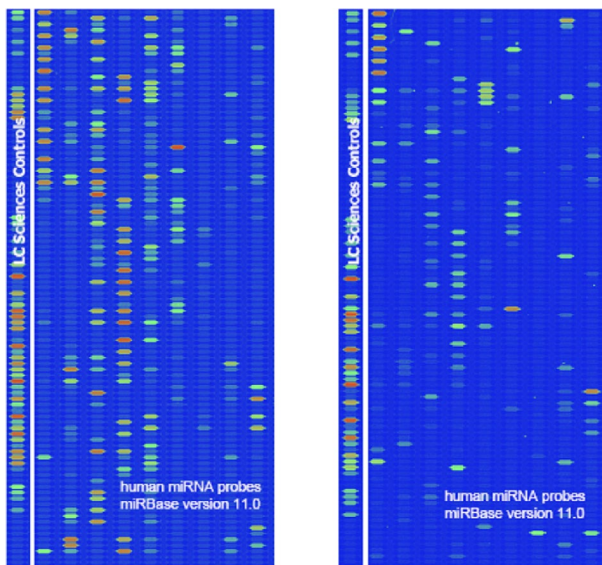 LC Sciences Controls
human miRNA probes
miRBase version 11.0
LC Sciences Controls
human miRNA probes
miRBase version 11.0